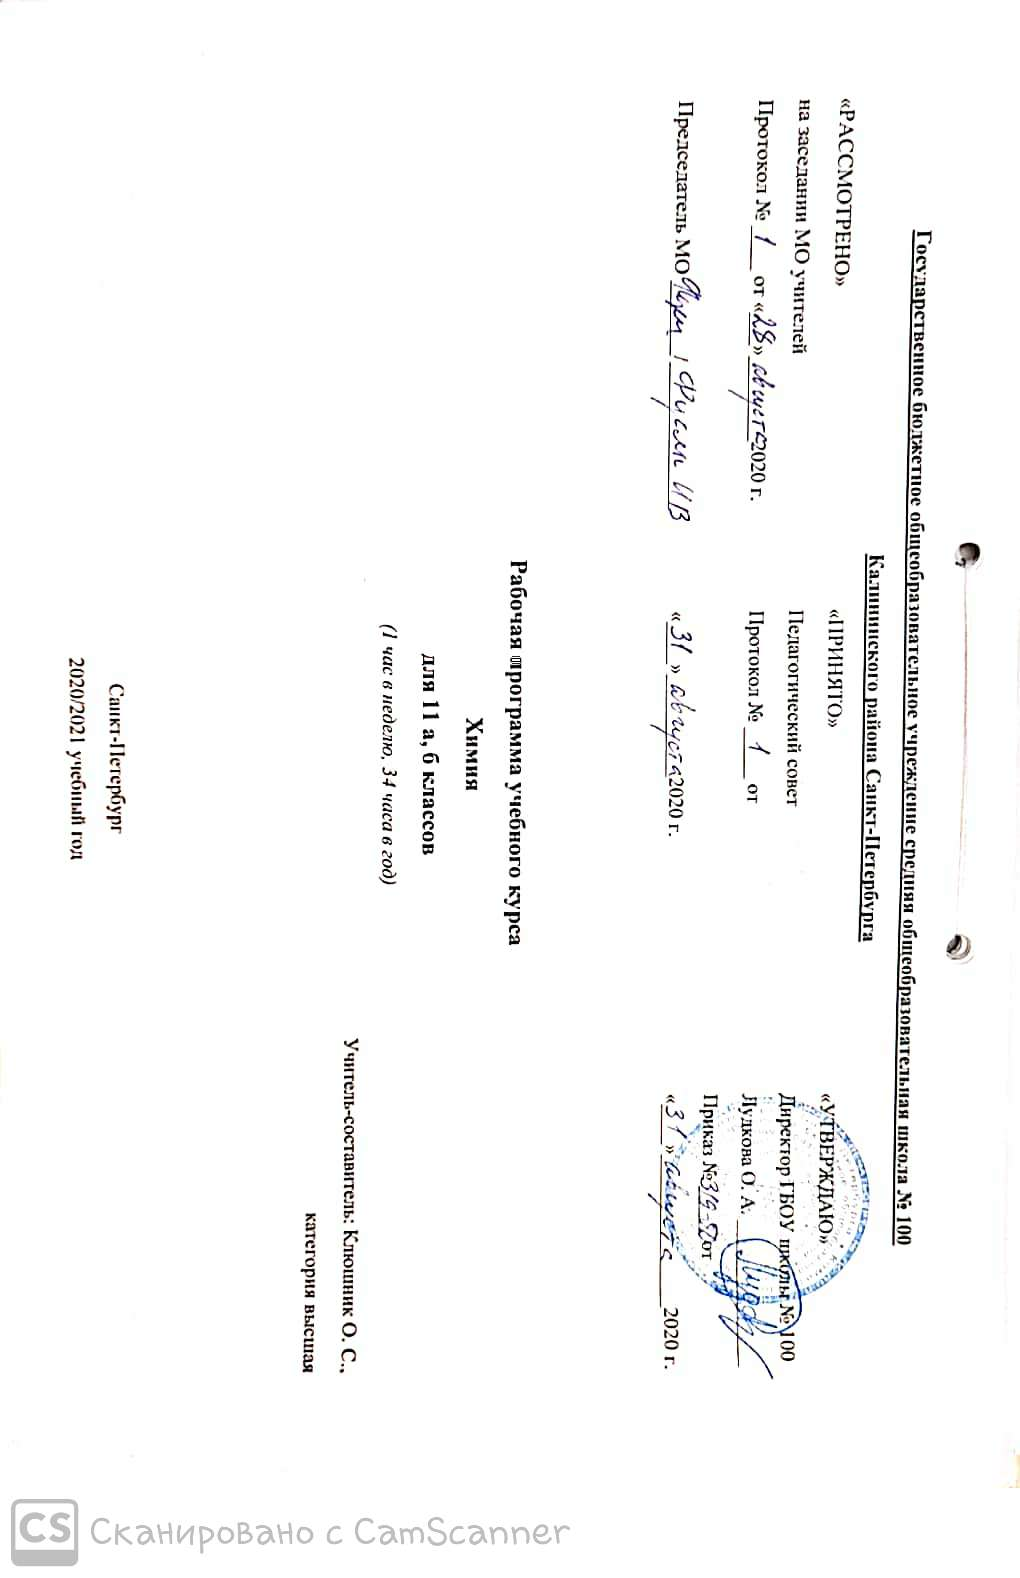 Государственное бюджетное общеобразовательное учреждение средняя общеобразовательная школа № 100
Калининского района Санкт-Петербурга
«РАССМОТРЕНО»
на заседании МО учителей
Протокол № 1 от «28» августа 2020 г.
Председатель МО
«ПРИНЯТО»
Педагогический совет
Протокол № 1 от
«31» августа 2020 г.
«УТВЕРЖДАЮ»
Директор ГБОУ школы № 100
Лудкова О. А.
Приказ № от
«31» августа 2020 г.
Рабочая программа учебного курса
Химия
для 11 а, б классов
(1 час в неделю, 34 часа в год)
Учитель-составитель: Клюшник О. С.,
категория высшая
Санкт-Петербург
2020/2021 учебный год
CS Сканировано с CamScanner